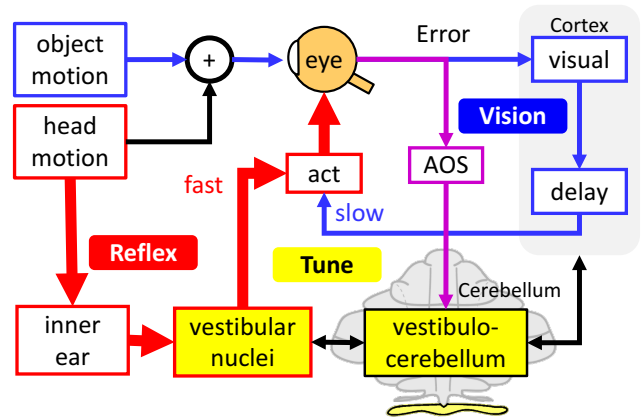 object
motion
+
eye
Error
Cortex
visual
head
motion
Vision
fast
act
AOS
delay
slow
Reflex
Tune
Cerebellum
inner
ear
vestibular
nuclei
vestibulo-
cerebellum